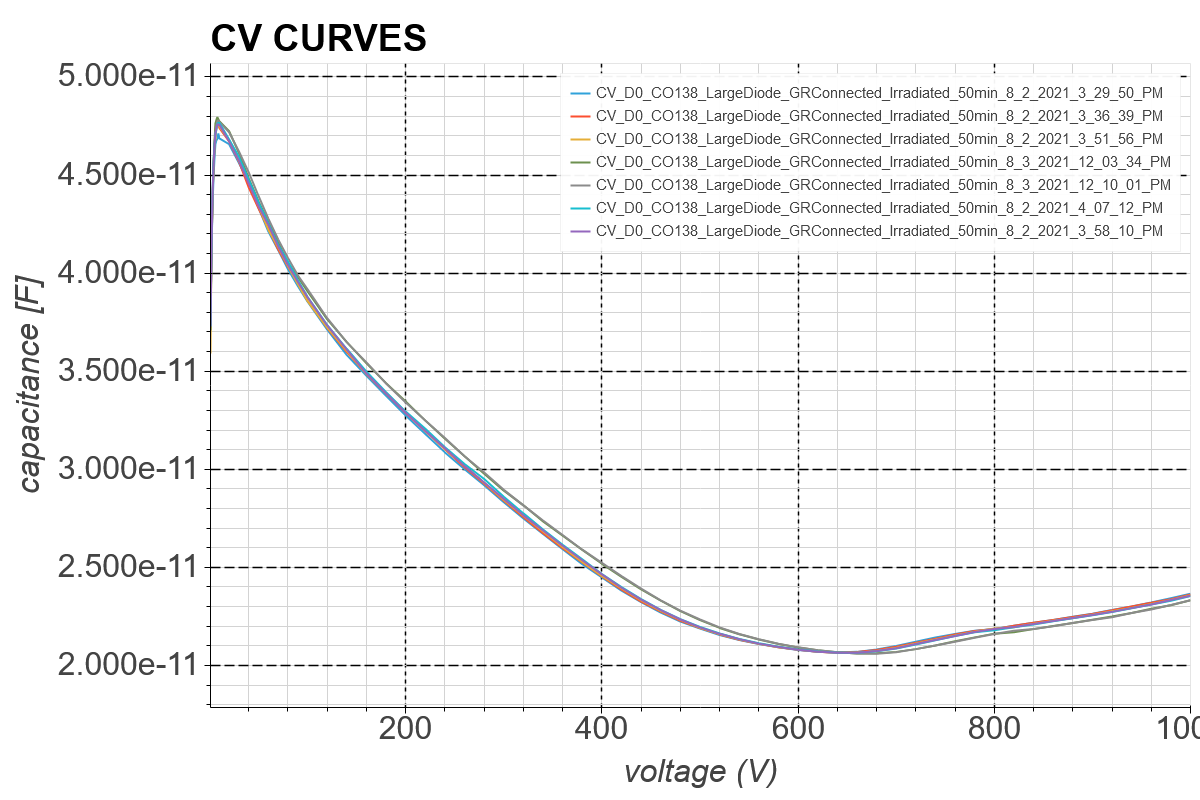 CV CURVES
5.000e-11
4.500e-11
4.000e-11
3.500e-11
3.000e-11
2.500e-11
2.000e-11
capacitance [F]
CV_D0_CO138_LargeDiode_GRConnected_Irradiated_50min_8_2_2021_3_29_50_PM
CV_D0_CO138_LargeDiode_GRConnected_Irradiated_50min_8_2_2021_3_36_39_PM
CV_D0_CO138_LargeDiode_GRConnected_Irradiated_50min_8_2_2021_3_51_56_PM
CV_D0_CO138_LargeDiode_GRConnected_Irradiated_50min_8_3_2021_12_03_34_PM
CV_D0_CO138_LargeDiode_GRConnected_Irradiated_50min_8_3_2021_12_10_01_PM
CV_D0_CO138_LargeDiode_GRConnected_Irradiated_50min_8_2_2021_4_07_12_PM
CV_D0_CO138_LargeDiode_GRConnected_Irradiated_50min_8_2_2021_3_58_10_PM
200 400 600 800 100
voltage (V)